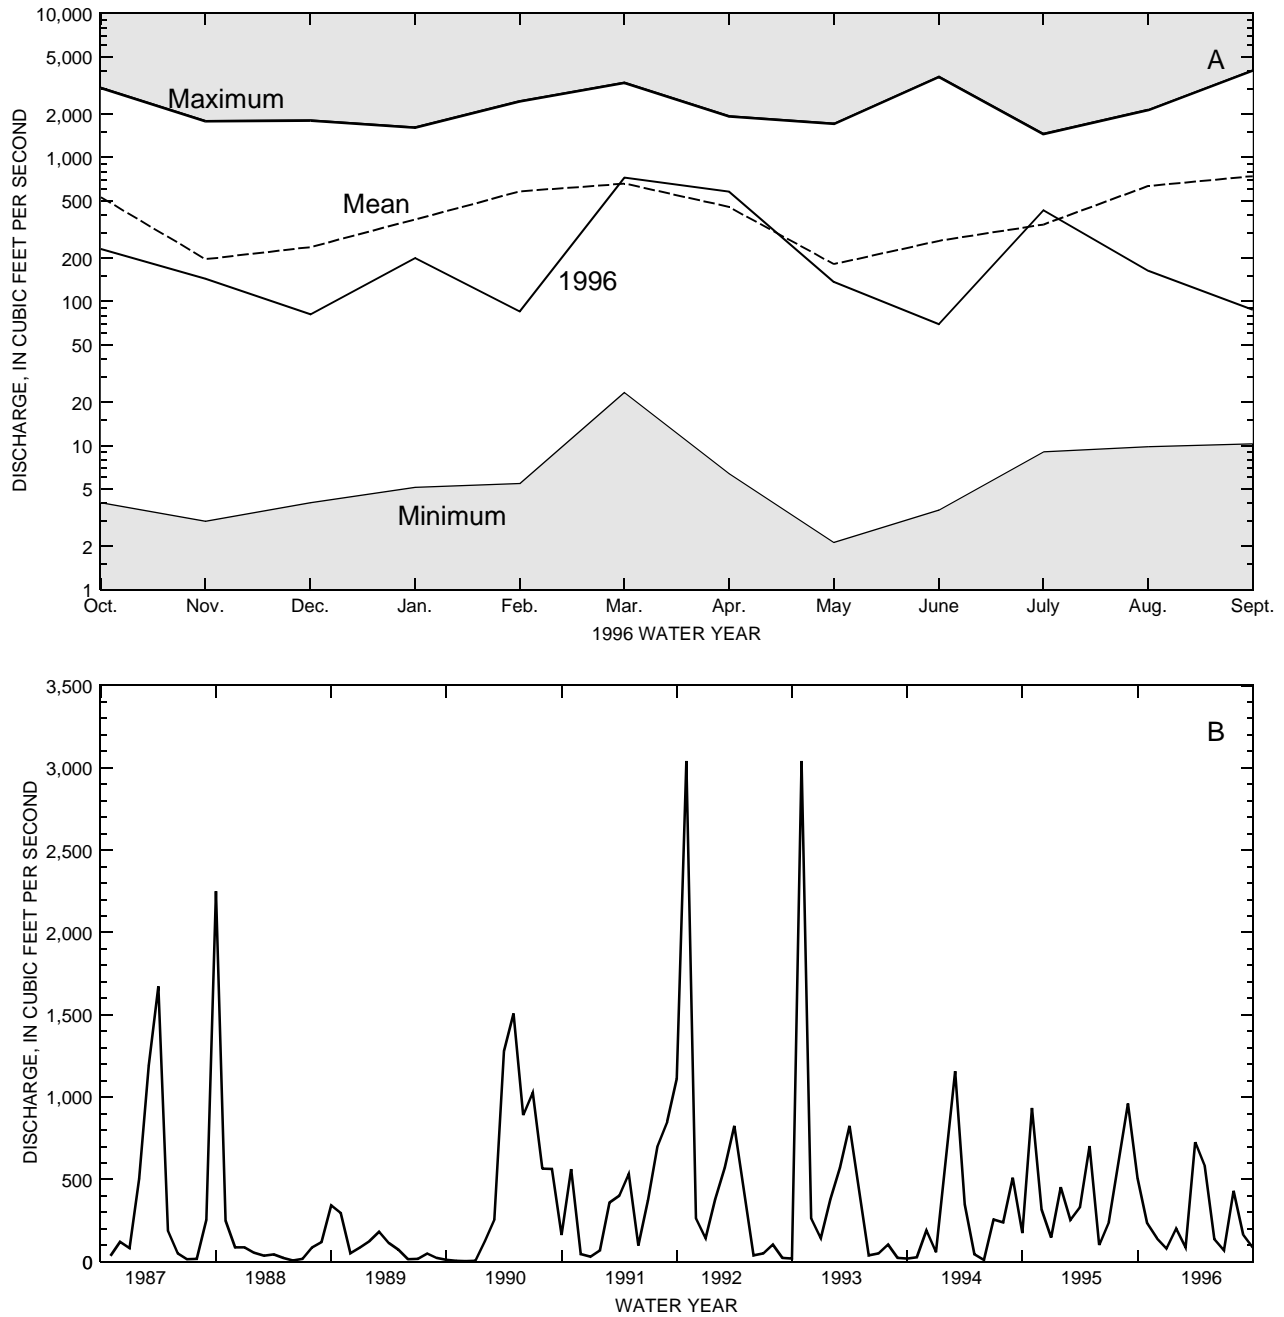 DISCHARGE, IN CUBIC FEET PER SECOND
10,000
5,000
2,000
1,000
500
200
100
50
20
10
5
2
1
A
Maximum
Mean
1996
Minimum
Oct. Nov. Dec. Jan. Feb. Mar. Apr. May June July Aug. Sept.
1996 WATER YEAR
DISCHARGE, IN CUBIC FEET PER SECOND
3,500
3,000
2,500
2,000
1,500
1,000
500
0
B
1987 1988 1989 1990 1991 1992 1993 1994 1995 1996
WATER YEAR